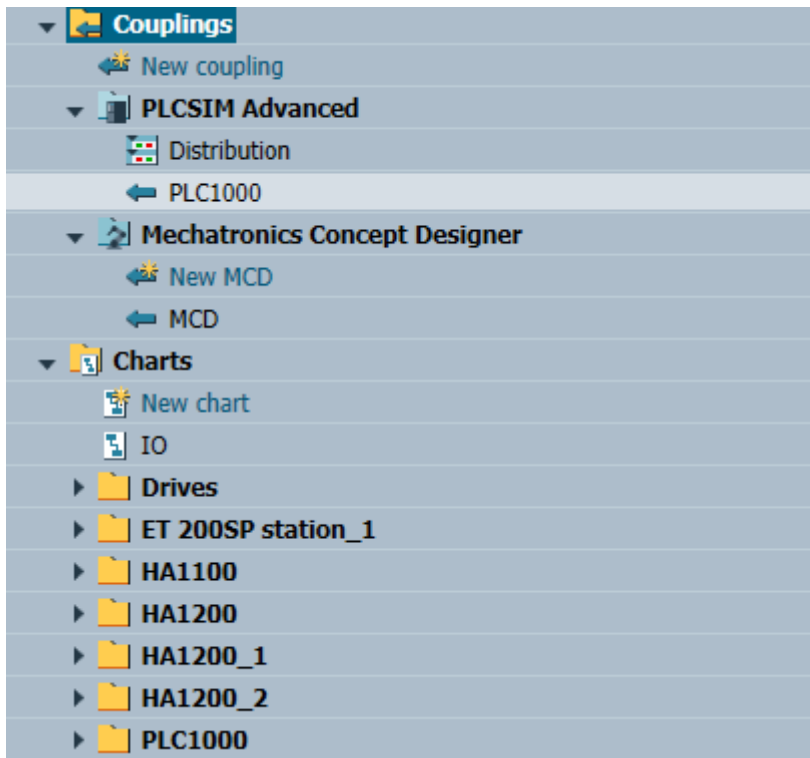 Couplings
New coupling
PLCSIM Advanced
Distribution
PLC1000
Mechatronics Concept Designer
New MCD
MCD
Charts
New chart
IO
Drives
ET 200SP station_1
HA1100
HA1200
HA1200_1
HA1200_2
PLC1000